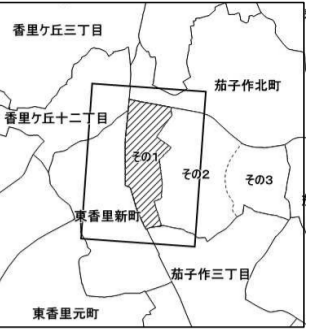 香里ケ丘三丁目
茄子作北町
香里ケ丘十二丁目
その1
その2
その3
東香里新町
茄子作三丁目
東香里元町